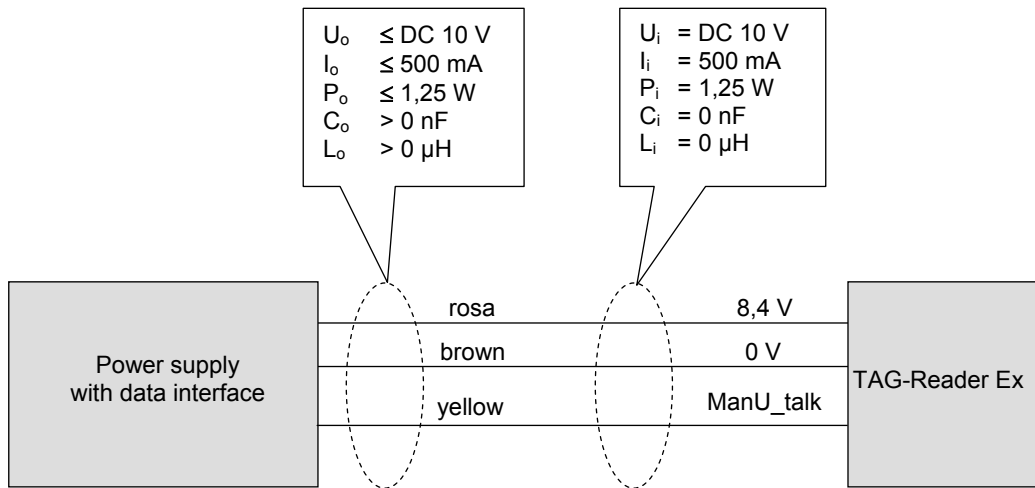 Uₒ ≤ DC 10 V
Iₒ ≤ 500 mA
Pₒ ≤ 1,25 W
Cₒ > 0 nF
Lₒ > 0 µH
Uᵢ = DC 10 V
Iᵢ = 500 mA
Pᵢ = 1,25 W
Cᵢ = 0 nF
Lᵢ = 0 µH
rosa 8,4 V
brown 0 V
yellow ManU_talk
Power supply
with data interface
TAG-Reader Ex